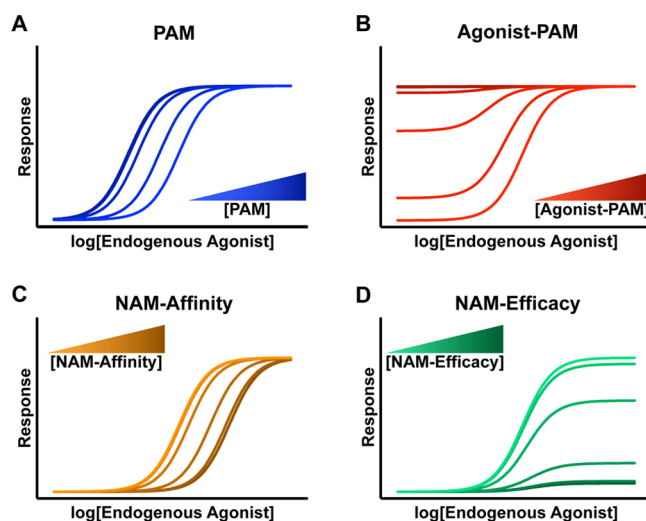 A
PAM
Response
[PAM]
log[Endogenous Agonist]
B
Agonist-PAM
Response
[Agonist-PAM]
log[Endogenous Agonist]
C
NAM-Affinity
[NAM-Affinity]
Response
log[Endogenous Agonist]
D
NAM-Efficacy
[NAM-Efficacy]
Response
log[Endogenous Agonist]